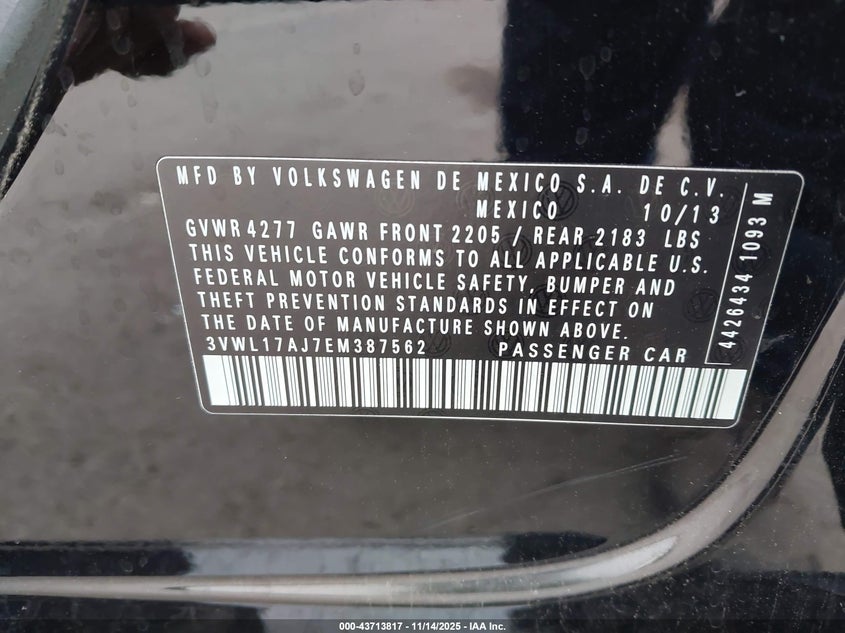 MFD BY VOLKSWAGEN DE MEXICO S.A. DE C.V.
MEXICO 10/13
GVWR 4277 GAWR FRONT 2205 / REAR 2183 LBS
THIS VEHICLE CONFORMS TO ALL APPLICABLE U.S.
FEDERAL MOTOR VEHICLE SAFETY, BUMPER AND
THEFT PREVENTION STANDARDS IN EFFECT ON
THE DATE OF MANUFACTURE SHOWN ABOVE.
3VWL17AJ7EM387562 PASSENGER CAR
4426434 1093 M
000-43713817 - 11/14/2025 - IAA Inc.